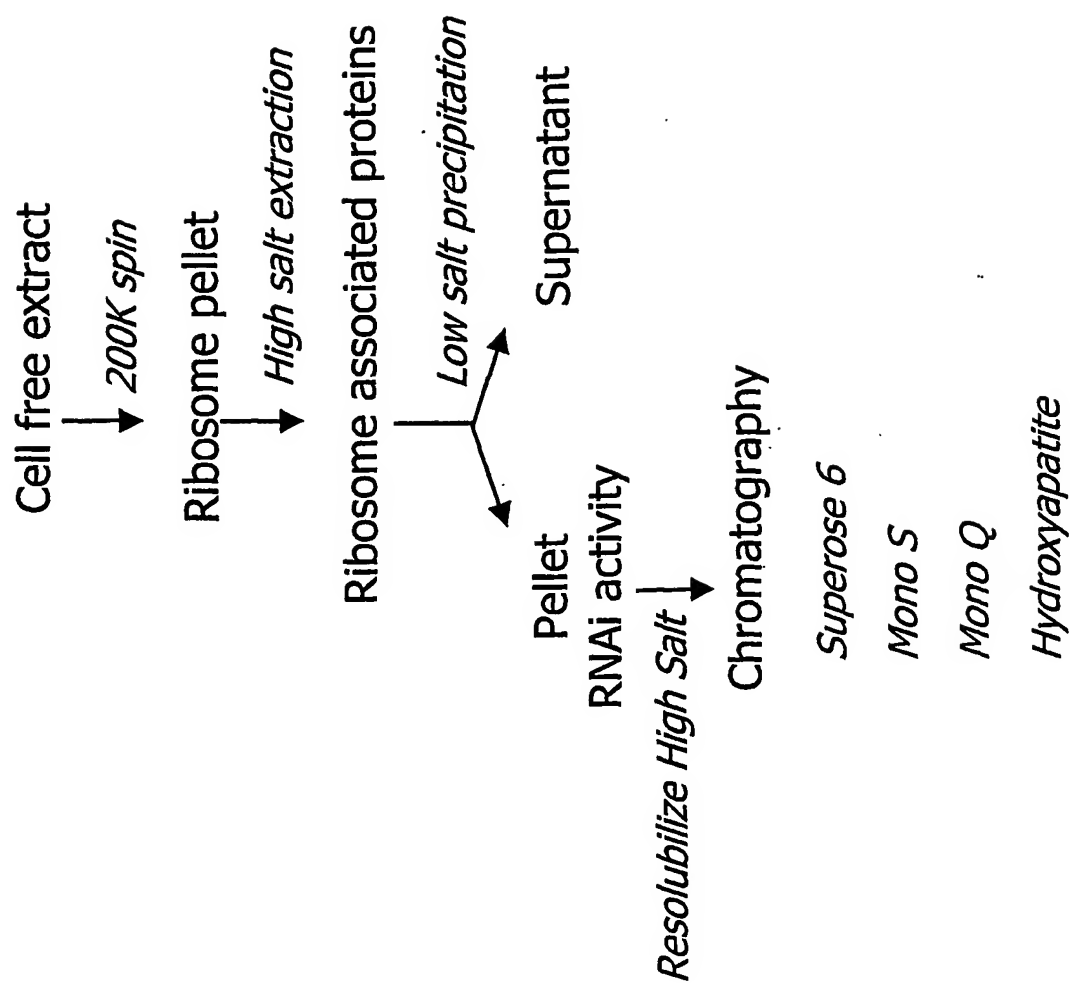 Cell free extract
200K spin
Ribosome pellet
High salt extraction
Ribosome associated proteins
Low salt precipitation
Pellet
RNAi activity
Supernatant
Resolubilize High Salt
Chromatography
Superose 6
Mono S
Mono Q
Hydroxyapatite